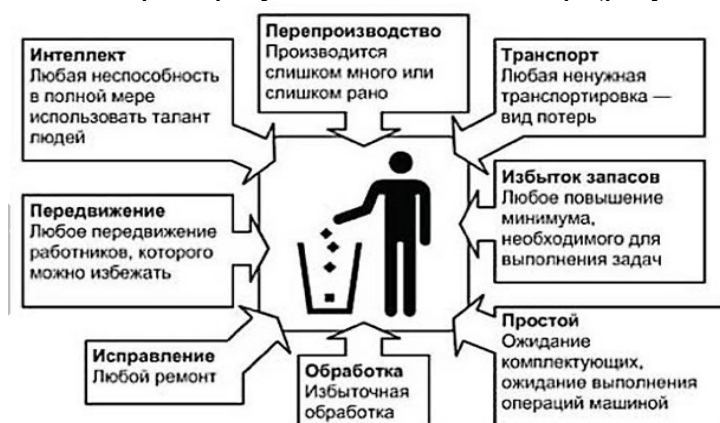 Перепроизводство
Производится
слишком много или
слишком рано
Интеллект
Любая неспособность
в полной мере
использовать талант
людей
Транспорт
Любая ненужная
транспортировка —
вид потерь
Передвижение
Любое передвижение
работников, которого
можно избежать
Избыток запасов
Любое повышение
минимума,
необходимого для
выполнения задач
Исправление
Любой ремонт
Обработка
Избыточная
обработка
Простой
Ожидание
комплектующих,
ожидание выполнения
операций машиной